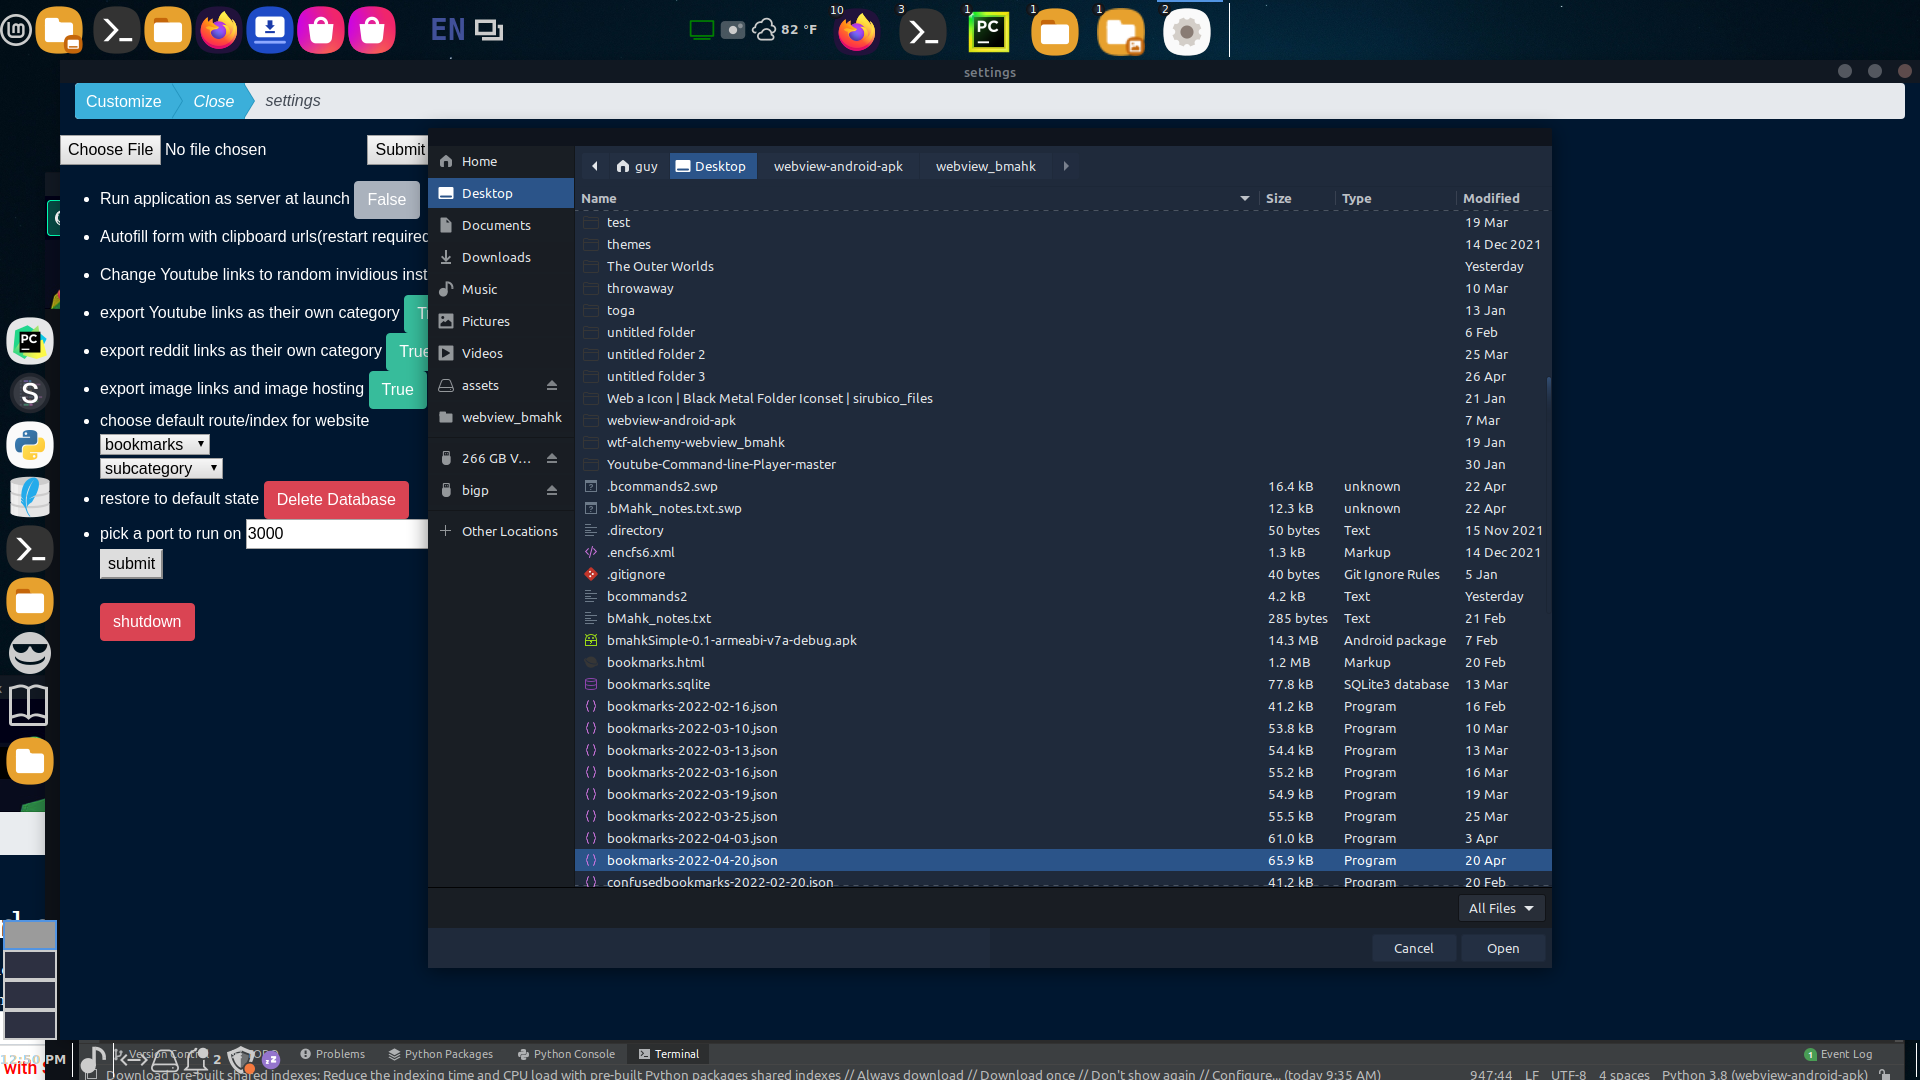 EN
82 °F
10
3
1
1
1
2
settings
Customize
Close
settings
Choose File No file chosen
Submit
Run application as server at launch False
Autofill form with clipboard urls(restart required
Change Youtube links to random invidious inst
export Youtube links as their own category
export reddit links as their own category True
export image links and image hosting True
choose default route/index for website
bookmarks
subcategory
restore to default state Delete Database
pick a port to run on 3000
submit
shutdown
Home
Desktop
Documents
Downloads
Music
Pictures
Videos
assets
webview_bmahk
266 GB V...
bigp
Other Locations
guy Desktop webview-android-apk webview_bmahk
Name Size Type Modified
test 19 Mar
themes 14 Dec 2021
The Outer Worlds Yesterday
throwaway 10 Mar
toga 13 Jan
untitled folder 6 Feb
untitled folder 2 25 Mar
untitled folder 3 26 Apr
Web a Icon | Black Metal Folder Iconset | sirubico_files 21 Jan
webview-android-apk 7 Mar
wtf-alchemy-webview_bmahk 19 Jan
Youtube-Command-line-Player-master 30 Jan
.bcommands2.swp 16.4 kB unknown 22 Apr
.bMahk_notes.txt.swp 12.3 kB unknown 22 Apr
.directory 50 bytes Text 15 Nov 2021
.encfs6.xml 1.3 kB Markup 14 Dec 2021
.gitignore 40 bytes Git Ignore Rules 5 Jan
bcommands2 4.2 kB Text Yesterday
bMahk_notes.txt 285 bytes Text 21 Feb
bmahkSimple-0.1-armeabi-v7a-debug.apk 14.3 MB Android package 7 Feb
bookmarks.html 1.2 MB Markup 20 Feb
bookmarks.sqlite 77.8 kB SQLite3 database 13 Mar
bookmarks-2022-02-16.json 41.2 kB Program 16 Feb
bookmarks-2022-03-10.json 53.8 kB Program 10 Mar
bookmarks-2022-03-13.json 54.4 kB Program 13 Mar
bookmarks-2022-03-16.json 55.2 kB Program 16 Mar
bookmarks-2022-03-19.json 54.9 kB Program 19 Mar
bookmarks-2022-03-25.json 55.5 kB Program 25 Mar
bookmarks-2022-04-03.json 61.0 kB Program 3 Apr
bookmarks-2022-04-20.json 65.9 kB Program 20 Apr
confusedbookmarks-2022-02-20.json 41.2 kB Program 20 Feb
All Files
Cancel Open
12:50 PM
2
Problems Python Packages Python Console Terminal
1 Event Log
Download pre-built shared indexes: Reduce the indexing time and CPU load with pre-built Python packages shared indexes // Always download // Download once // Don't show again // Configure... (today 9:35 AM)
947:44 LF UTF-8 4 spaces Python 3.8 (webview-android-apk)